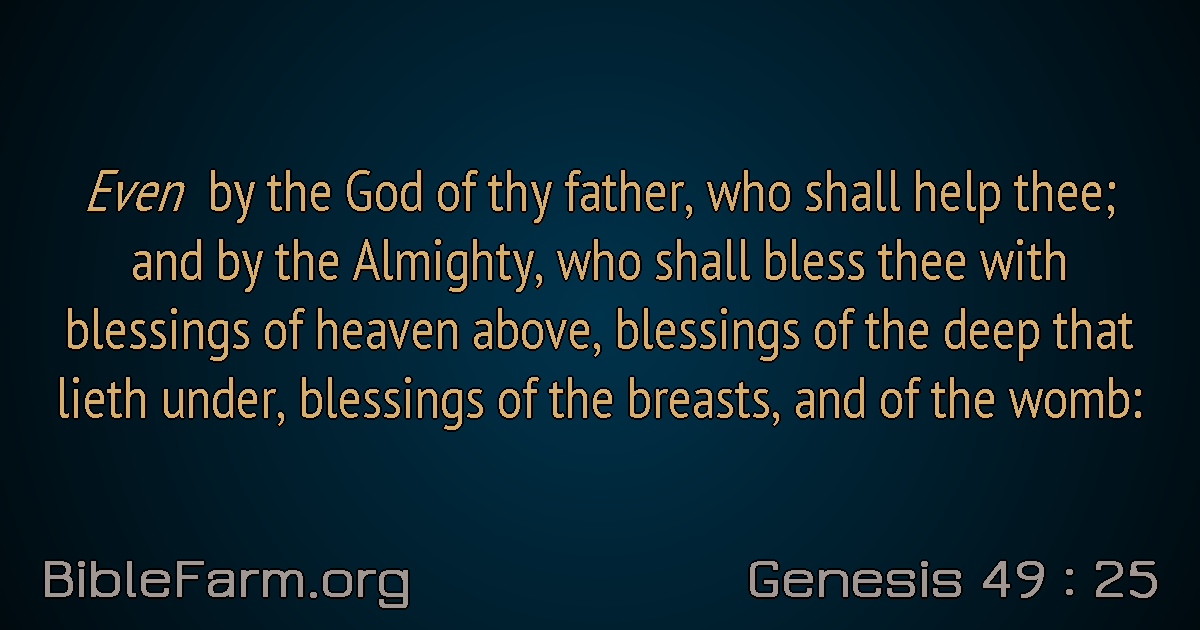 Even by the God of thy father, who shall help thee;
and by the Almighty, who shall bless thee with
blessings of heaven above, blessings of the deep that
lieth under, blessings of the breasts, and of the womb:
BibleFarm.org
Genesis 49 : 25